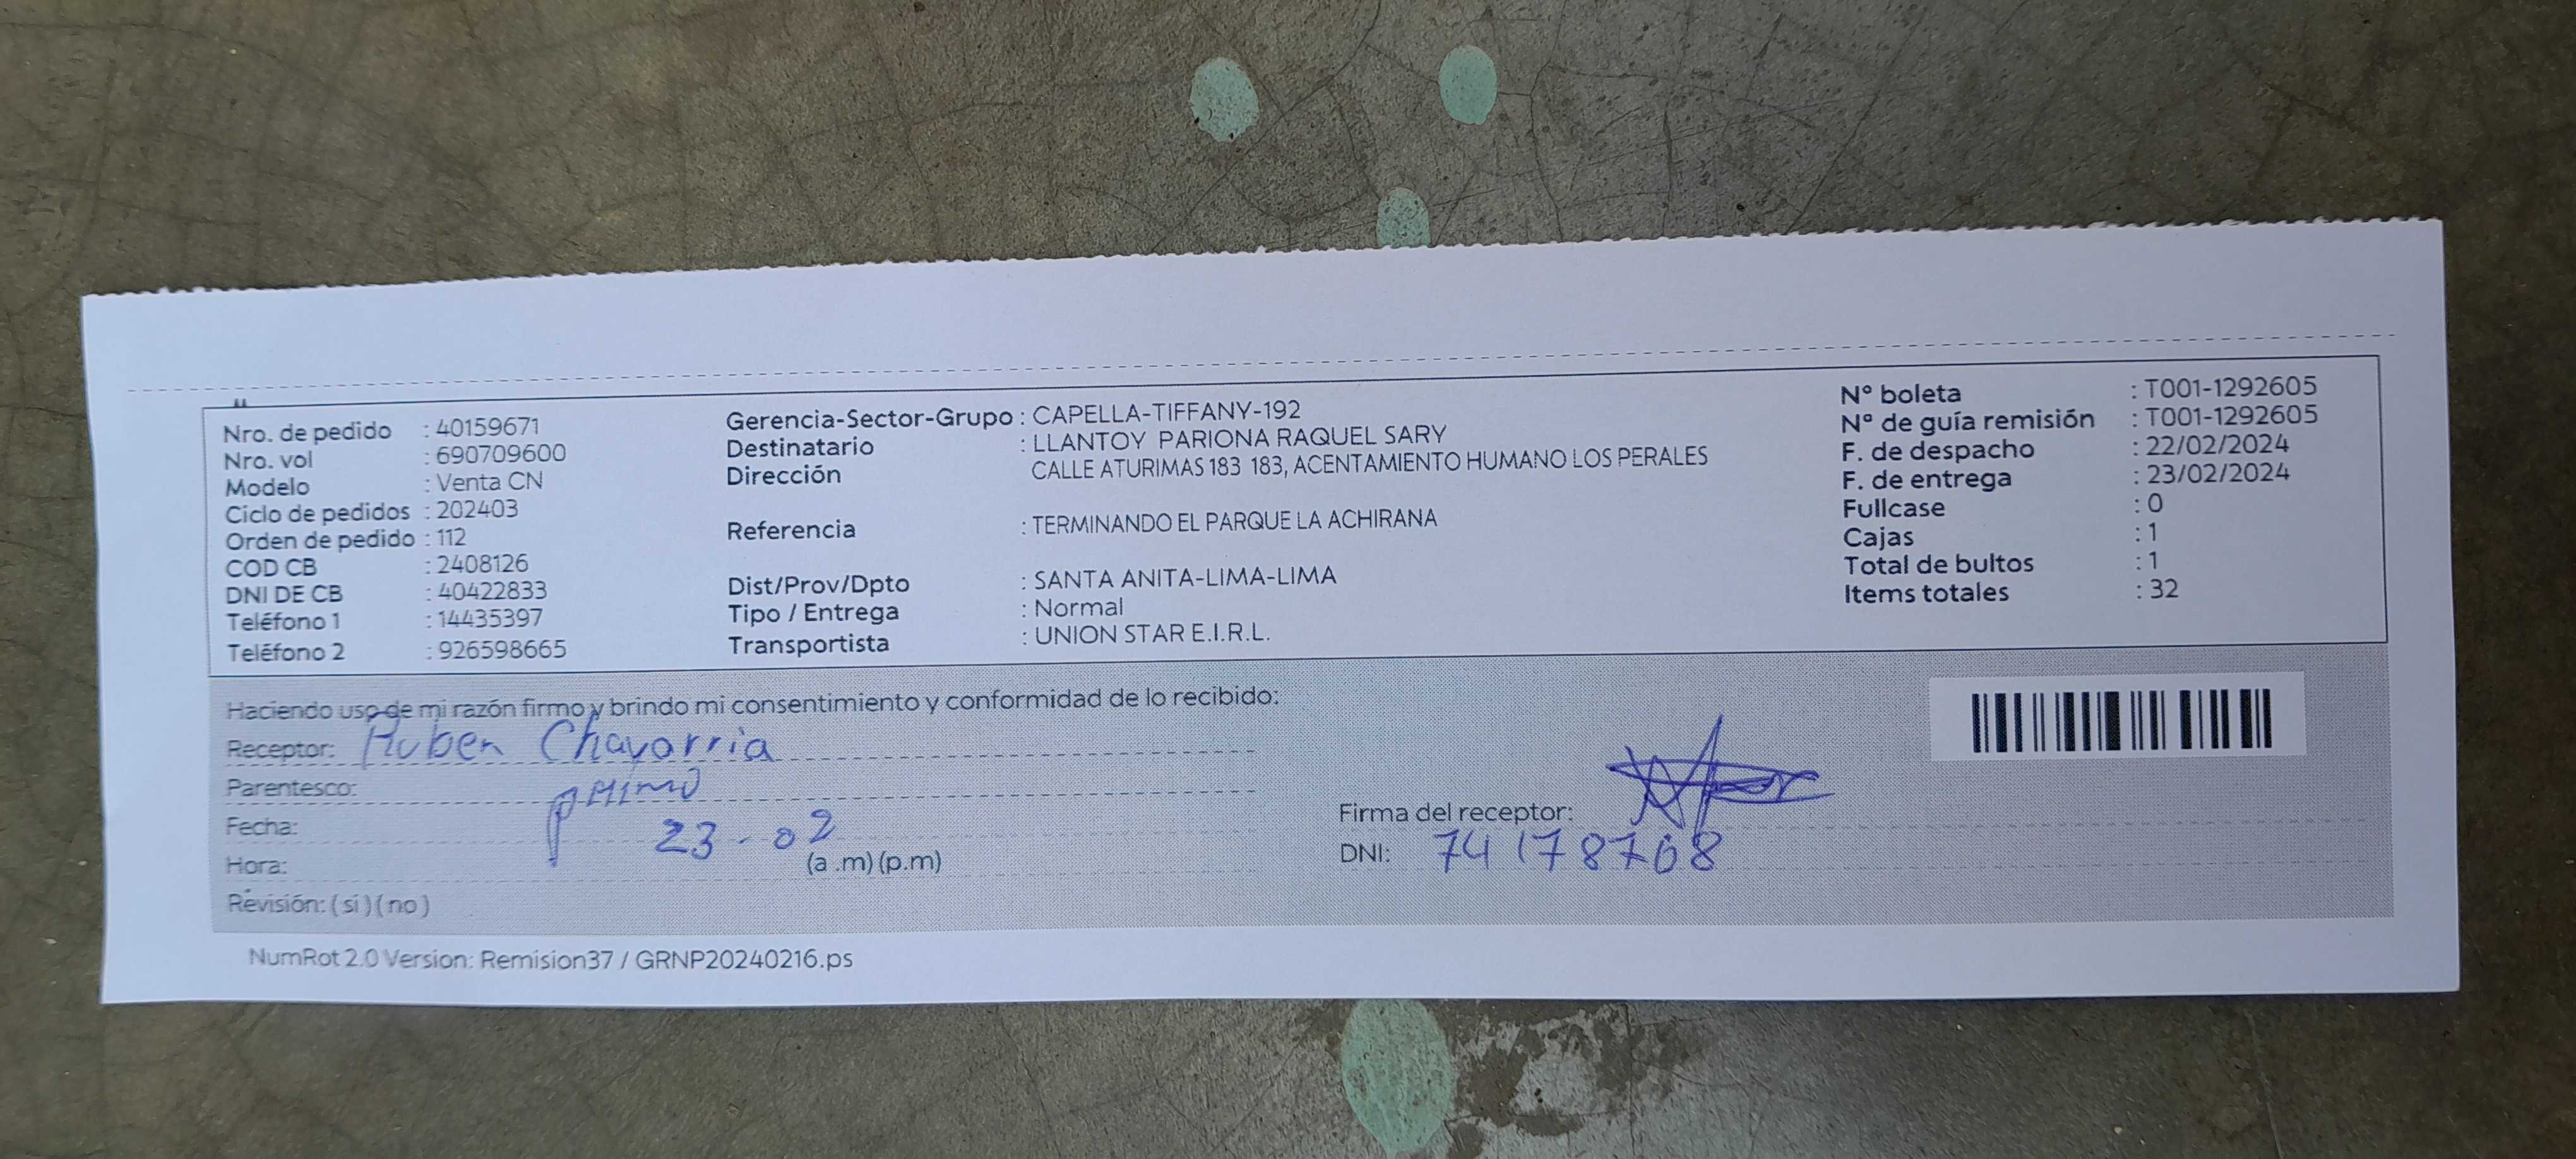 Nro. de pedido : 40159671
Nro. vol : 690709600
Modelo : Venta CN
Ciclo de pedidos : 202403
Orden de pedido : 112
COD CB : 2408126
DNI DE CB : 40422833
Teléfono 1 : 14435397
Teléfono 2 : 926598665
Gerencia-Sector-Grupo : CAPELLA-TIFFANY-192
Destinatario : LLANTOY PARIONA RAQUEL SARY
Dirección CALLE ATURIMAS 183 183, ACENTAMIENTO HUMANO LOS PERALES
Referencia : TERMINANDO EL PARQUE LA ACHIRANA
Dist/Prov/Dpto : SANTA ANITA-LIMA-LIMA
Tipo / Entrega : Normal
Transportista : UNION STAR E.I.R.L.
Nº boleta : T001-1292605
Nº de guía remisión : T001-1292605
F. de despacho : 22/02/2024
F. de entrega : 23/02/2024
Fullcase : 0
Cajas : 1
Total de bultos : 1
Items totales : 32
Haciendo uso de mi razón firmo y brindo mi consentimiento y conformidad de lo recibido:
Receptor: Ruben Chavarria
Parentesco: primo
Fecha: 23-02
Hora: (a .m) (p.m)
Revisión: ( si ) ( no )
Firma del receptor:
DNI: 74178768
NumRot 2.0 Version: Remision37 / GRNP20240216.ps